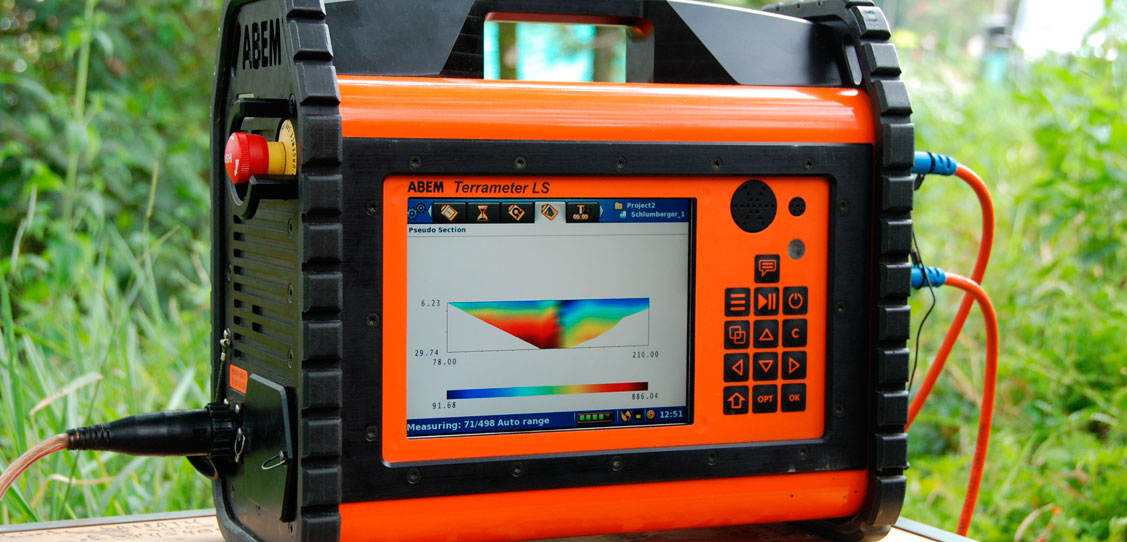 ABEM
ABEM Terrameter LS
Project2
Schlumberger_1
Pseudo Section
6.23
29.74
78.00
210.00
91.68
886.04
Measuring: 71/498 Auto range
12:51
C
OPT
OK